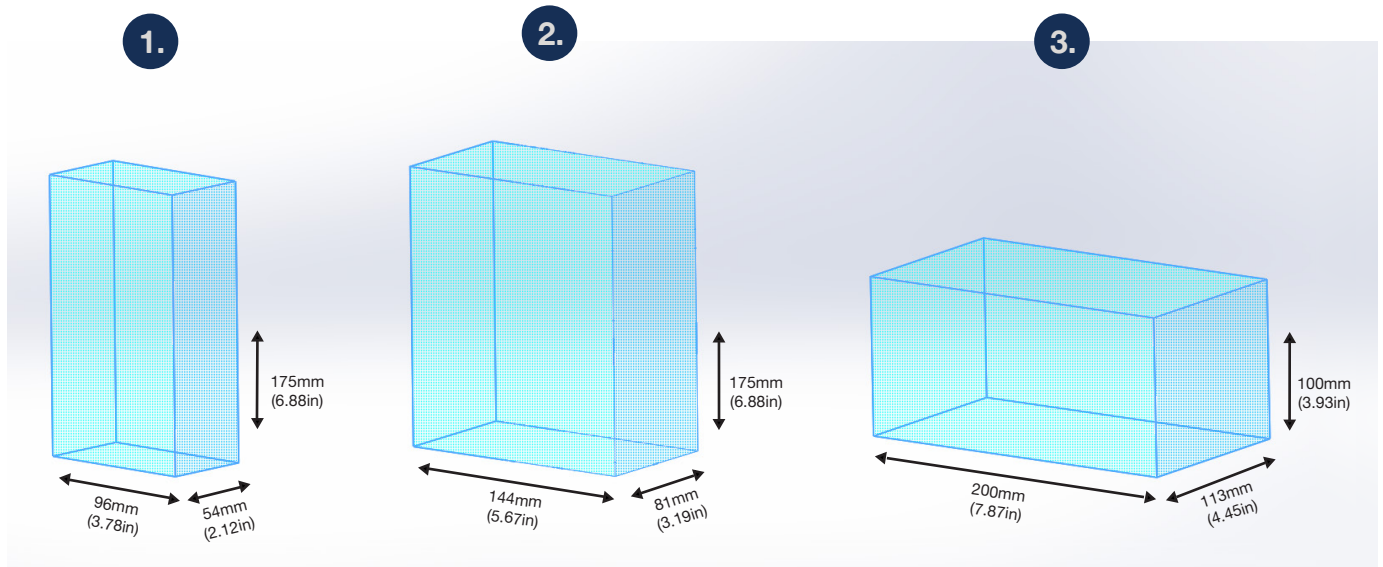 1.
2.
3.
175mm
(6.88in)
96mm
(3.78in)
54mm
(2.12in)
175mm
(6.88in)
144mm
(5.67in)
81mm
(3.19in)
100mm
(3.93in)
200mm
(7.87in)
113mm
(4.45in)